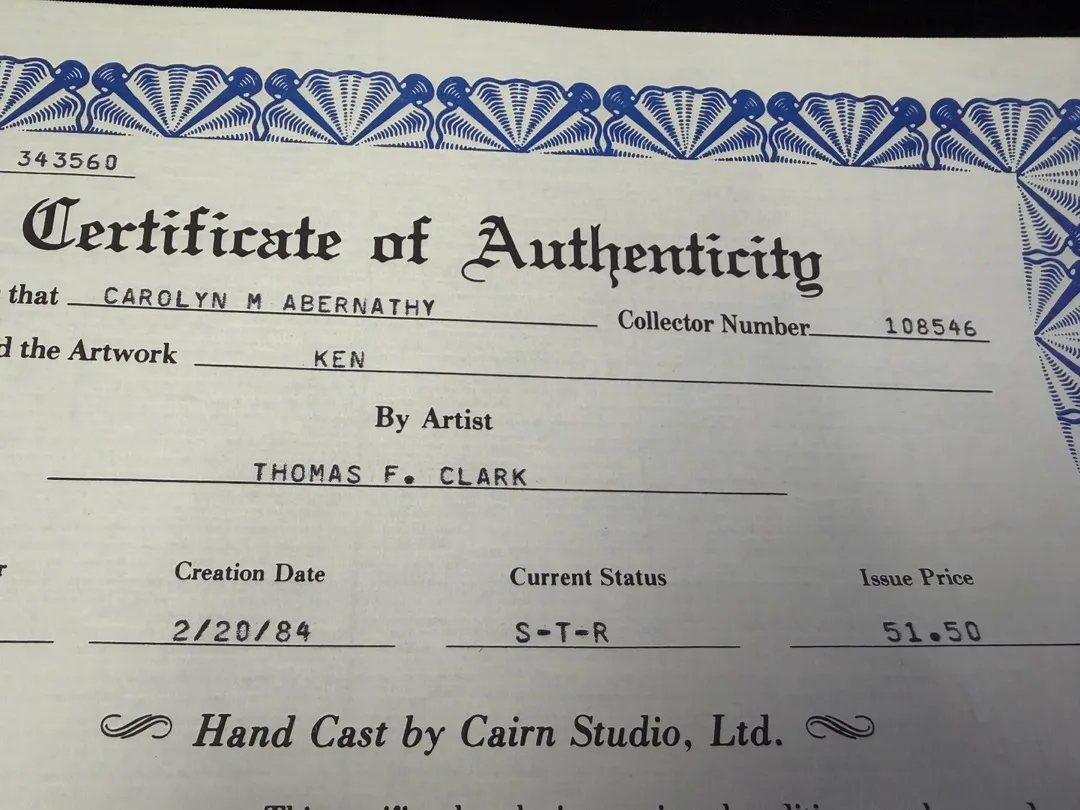 343560
Certificate of Authenticity
that CAROLYN M ABERNATHY Collector Number 108546
the Artwork KEN
By Artist
THOMAS F. CLARK
Creation Date Current Status Issue Price
2/20/84 S-T-R 51.50
Hand Cast by Cairn Studio, Ltd.